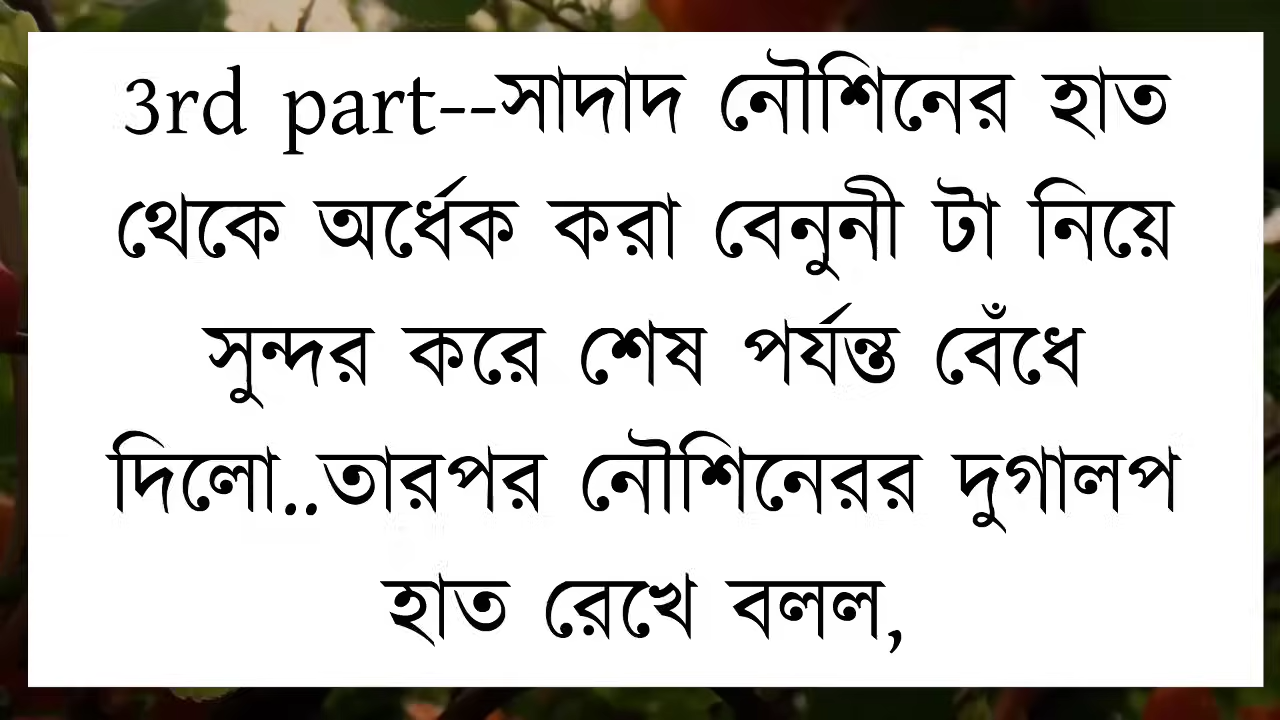 3rd part--সাদাদ নৌশিনের হাত
থেকে অর্ধেক করা বেনুনী টা নিয়ে
সুন্দর করে শেষ পর্যন্ত বেঁধে
দিলো..তারপর নৌশিনেরর দুগালপ
হাত রেখে বলল,